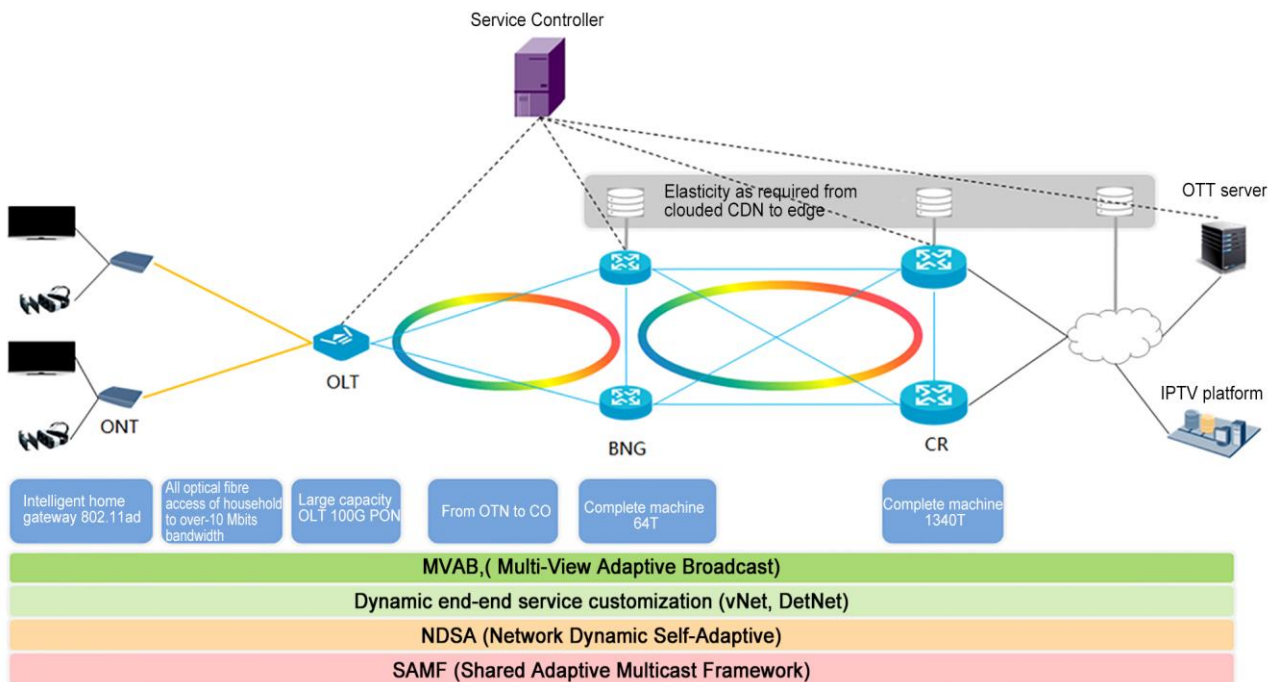 Service Controller
Elasticity as required from
clouded CDN to edge
OTT server
OLT
ONT
BNG
CR
IPTV platform
Intelligent home
gateway 802.11ad
All optical fibre
access of household
to over-10 Mbits
bandwidth
Large capacity
OLT 100G PON
From OTN to CO
Complete machine
64T
Complete machine
1340T
MVAB,( Multi-View Adaptive Broadcast)
Dynamic end-end service customization (vNet, DetNet)
NDSA (Network Dynamic Self-Adaptive)
SAMF (Shared Adaptive Multicast Framework)